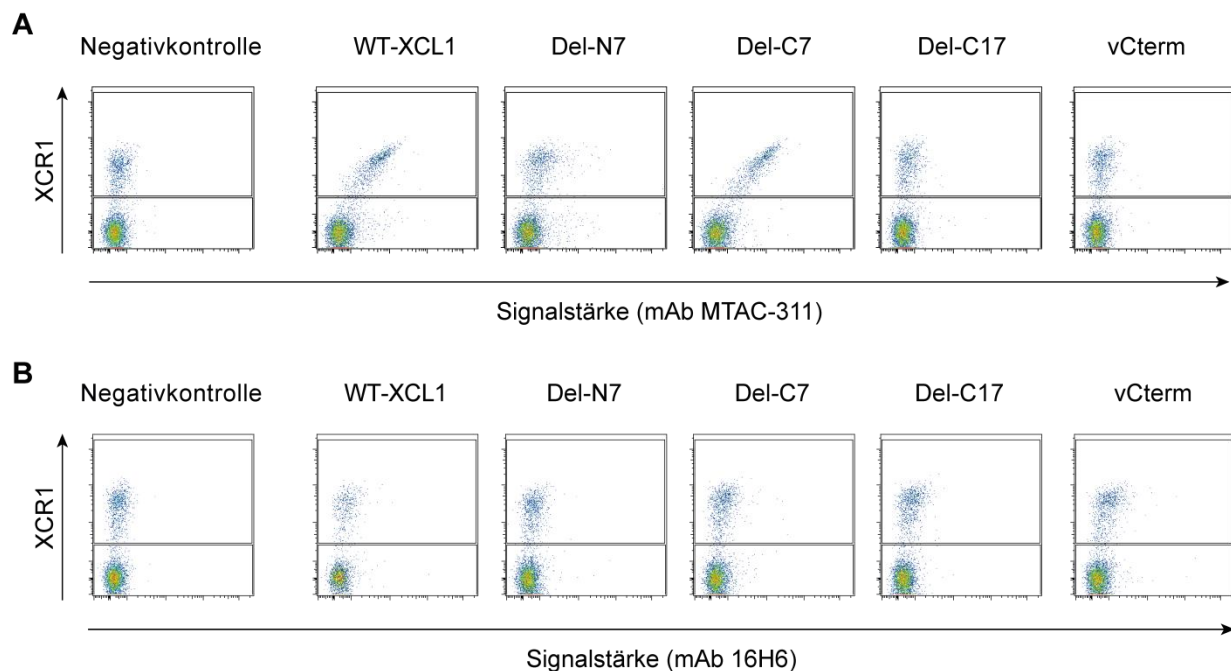 A
Negativkontrolle WT-XCL1 Del-N7 Del-C7 Del-C17 vCterm
XCR1
Signalstärke (mAb MTAC-311)
B
Negativkontrolle WT-XCL1 Del-N7 Del-C7 Del-C17 vCterm
XCR1
Signalstärke (mAb 16H6)